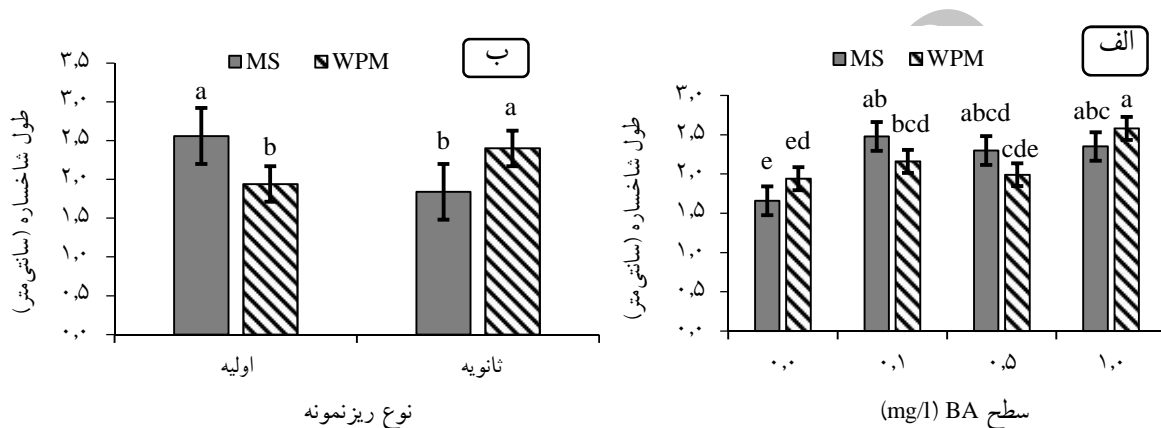 الف
MS WPM
طول شاخساره (سانتی‌متر)
۳٫۰
۲٫۵
۲٫۰
۱٫۵
۱٫۰
۰٫۵
۰٫۰
e ed ab bcd abcd cde abc a
۰٫۰ ۰٫۱ ۰٫۵ ۱٫۰
سطح BA (mg/l)
ب
MS WPM
طول شاخساره (سانتی‌متر)
۳٫۵
۳٫۰
۲٫۵
۲٫۰
۱٫۵
۱٫۰
۰٫۵
۰٫۰
a b b a
اولیه ثانویه
نوع ریزنمونه